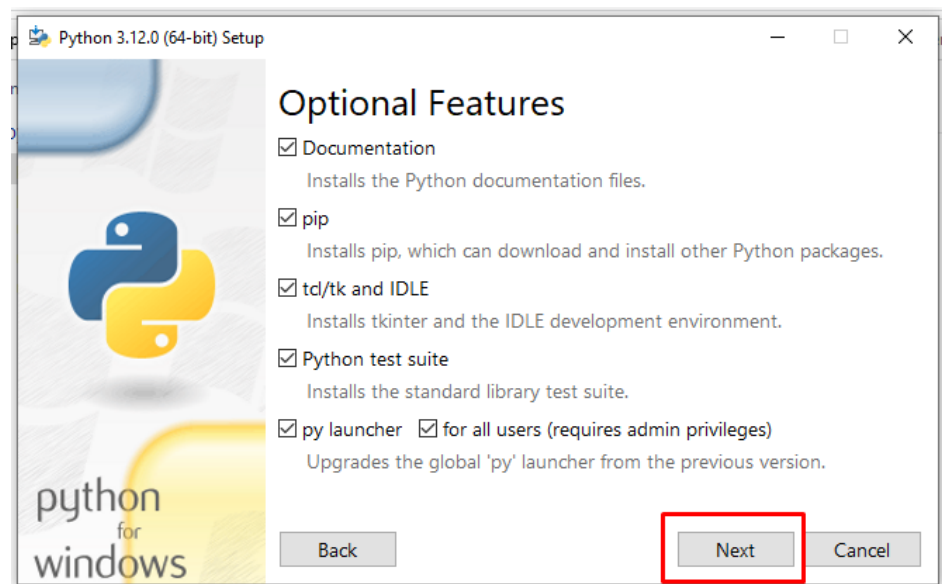 Python 3.12.0 (64-bit) Setup
Optional Features
Documentation
Installs the Python documentation files.
pip
Installs pip, which can download and install other Python packages.
tcl/tk and IDLE
Installs tkinter and the IDLE development environment.
Python test suite
Installs the standard library test suite.
py launcher for all users (requires admin privileges)
Upgrades the global 'py' launcher from the previous version.
python
for
windows
Back Next Cancel